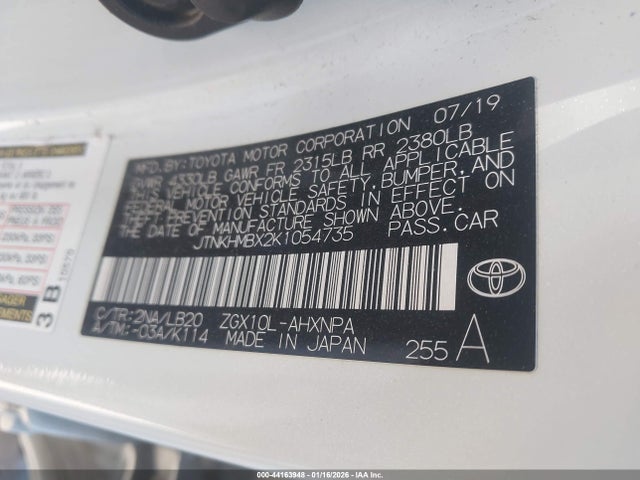 MFD.BY:TOYOTA MOTOR CORPORATION 07/19
GVWR 4530LB GAWR FR 2315LB RR 2380LB
THIS VEHICLE CONFORMS TO ALL APPLICABLE
FEDERAL MOTOR VEHICLE SAFETY,BUMPER,AND
THEFT PREVENTION STANDARDS IN EFFECT ON
THE DATE OF MANUFACTURE SHOWN ABOVE.
JTNKHMBX2K1054735 PASS.CAR
C/TR:2NA/LB20 ZGX10L-AHXNPA
A/TM:-03A/K114 MADE IN JAPAN 255 A
3 B 10579
000-44163948 - 01/16/2026 - IAA Inc.